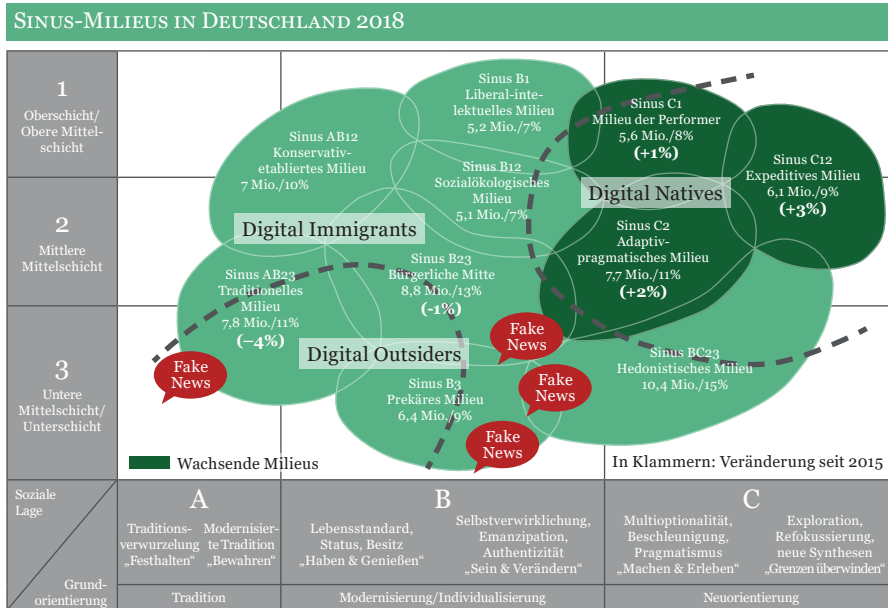 SINUS-MILIEUS IN DEUTSCHLAND 2018
1
Oberschicht/
Obere Mittel-
schicht
2
Mittlere
Mittelschicht
3
Untere
Mittelschicht/
Unterschicht
Sinus B1
Liberal-inte-
lektuelles Milieu
5,2 Mio./7%
Sinus C1
Milieu der Performer
5,6 Mio./8%
(+1%)
Sinus AB12
Konservativ-
etabliertes Milieu
7 Mio./10%
Sinus B12
Sozialökologisches
Milieu
5,1 Mio./7%
Sinus C12
Expeditives Milieu
6,1 Mio./9%
(+3%)
Digital Natives
Digital Immigrants
Sinus C2
Adaptiv-
pragmatisches Milieu
7,7 Mio./11%
(+2%)
Sinus AB23
Traditionelles
Milieu
7,8 Mio./11%
(–4%)
Sinus B23
Bürgerliche Mitte
8,8 Mio./13%
(-1%)
Digital Outsiders
Fake
News
Fake
News
Fake
News
Fake
News
Sinus BC23
Hedonistisches Milieu
10,4 Mio./15%
Sinus B3
Prekäres Milieu
6,4 Mio./9%
Wachsende Milieus
In Klammern: Veränderung seit 2015
Soziale
Lage
Grund-
orientierung
A
Traditions-
verwurzelung
„Festhalten“
Modernisier-
te Tradition
„Bewahren“
Tradition
B
Lebensstandard,
Status, Besitz
„Haben & Genießen“
Selbstverwirklichung,
Emanzipation,
Authentizität
„Sein & Verändern“
Modernisierung/Individualisierung
C
Multioptionalität,
Beschleunigung,
Pragmatismus
„Machen & Erleben“
Exploration,
Refokussierung,
neue Synthesen
„Grenzen überwinden“
Neuorientierung